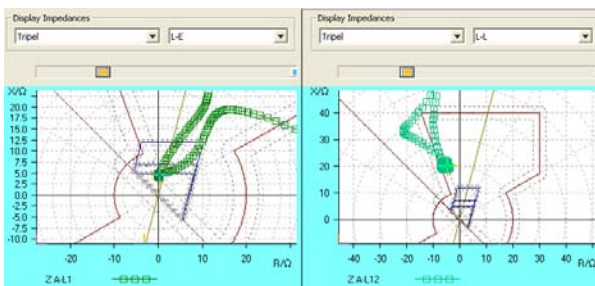 Display Impedances
Tripel
L-E
Display Impedances
Tripel
L-L
X/Ω
20.0
17.5
15.0
12.5
10.0
7.5
5.0
2.5
0.0
-2.5
-5.0
-7.5
-10.0
-20 -10 0 10 20
R/Ω
Z A-L1
X/Ω
40
30
20
10
0
-40 -30 -20 -10 0 10 20 30 40
R/Ω
Z A-L12